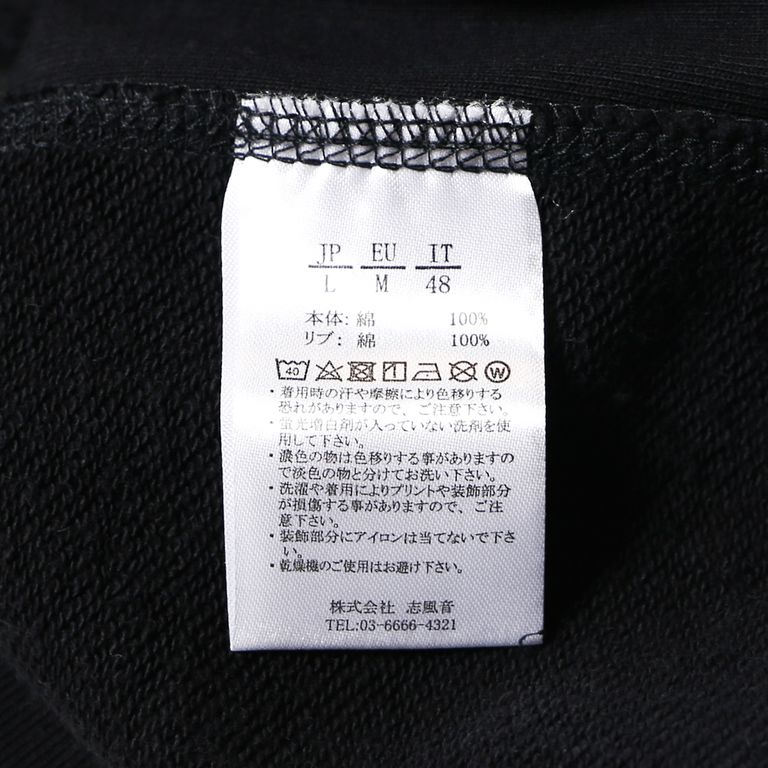 JP EU IT
L M 48
本体: 綿 100%
リブ: 綿 100%
40 W
・着用時の汗や摩擦により色移りする
恐れがありますので、ご注意下さい。
・蛍光増白剤が入っていない洗剤を使
用して下さい。
・濃色の物は色移りする事がありますの
で淡色の物と分けてお洗い下さい。
・洗濯や着用によりプリントや装飾部分
が損傷する事がありますので、ご注
意下さい。
・装飾部分にアイロンは当てないで下さ
い。
・乾燥機のご使用はお避け下さい。
株式会社 志風音
TEL:03-6666-4321